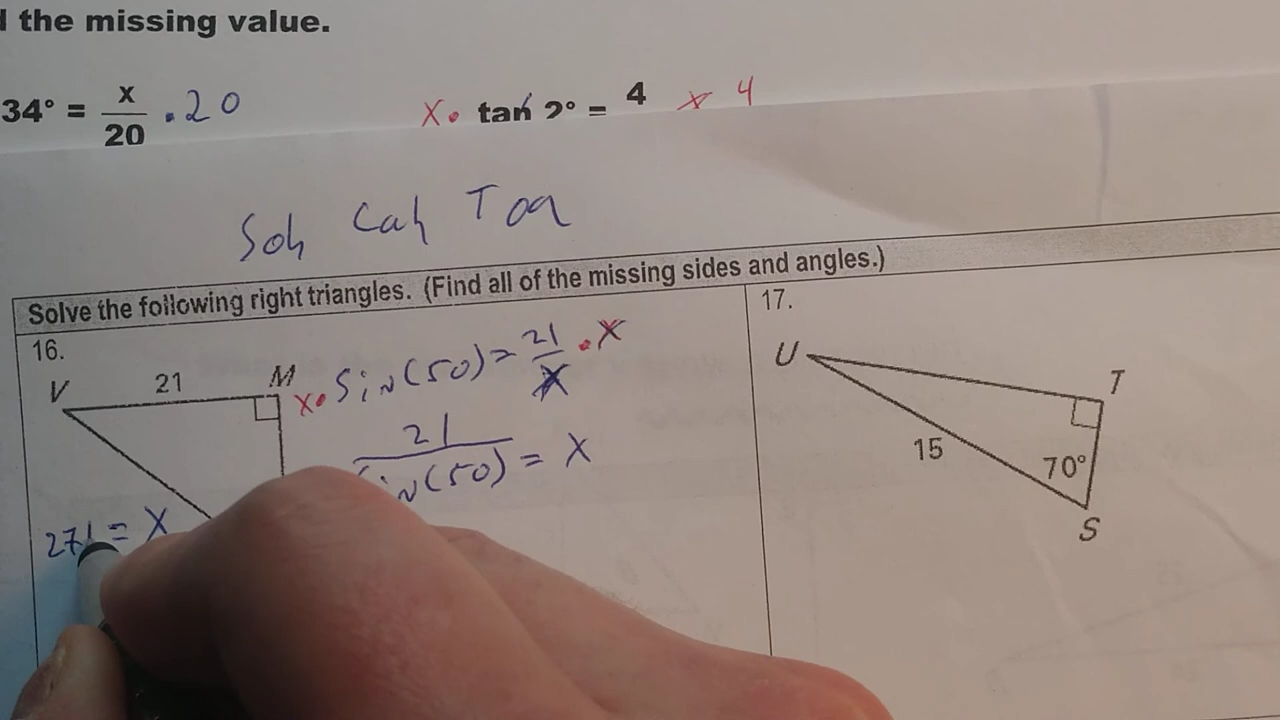 the missing value.
34° = x/20 . 20
x . tan 2° = 4 x 4
Soh Cah Toa
Solve the following right triangles. (Find all of the missing sides and angles.)
16.
V 21 M
x . Sin(50) = 21/x . x
21/Sin(50) = x
27 = x
17.
U
T
15
70°
S